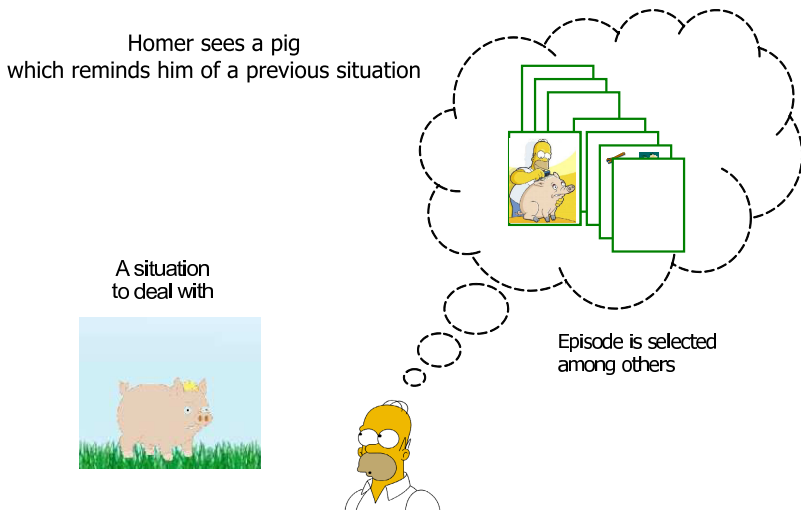 Homer sees a pig
which reminds him of a previous situation
A situation
to deal with
Episode is selected
among others